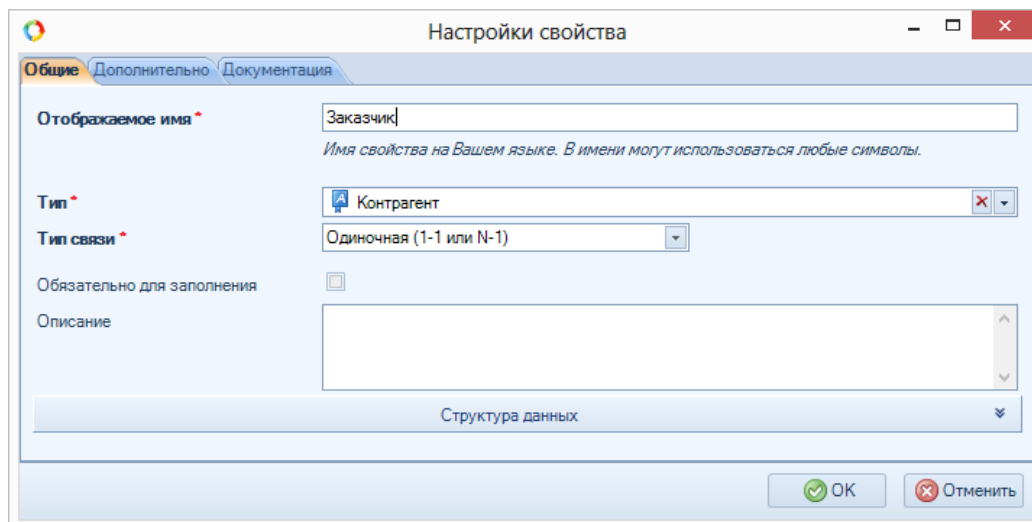 Настройки свойства
Общие Дополнительно Документация
Отображаемое имя * Заказчик
Имя свойства на Вашем языке. В имени могут использоваться любые символы.
Тип * Контрагент
Тип связи * Одиночная (1-1 или N-1)
Обязательно для заполнения
Описание
Структура данных
OK Отменить